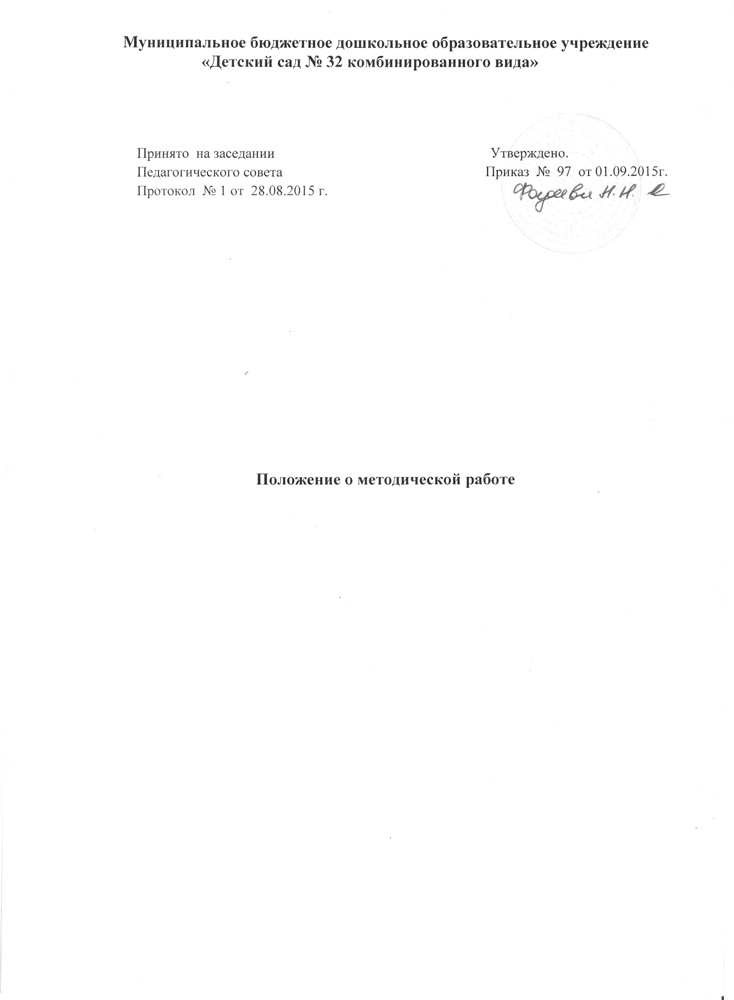 Муниципальное бюджетное дошкольное образовательное учреждение
«Детский сад № 32 комбинированного вида»
Принято на заседании
Педагогического совета
Протокол № 1 от 28.08.2015 г.
Утверждено.
Приказ № 97 от 01.09.2015г.
Фадеева Н.Н.
Положение о методической работе